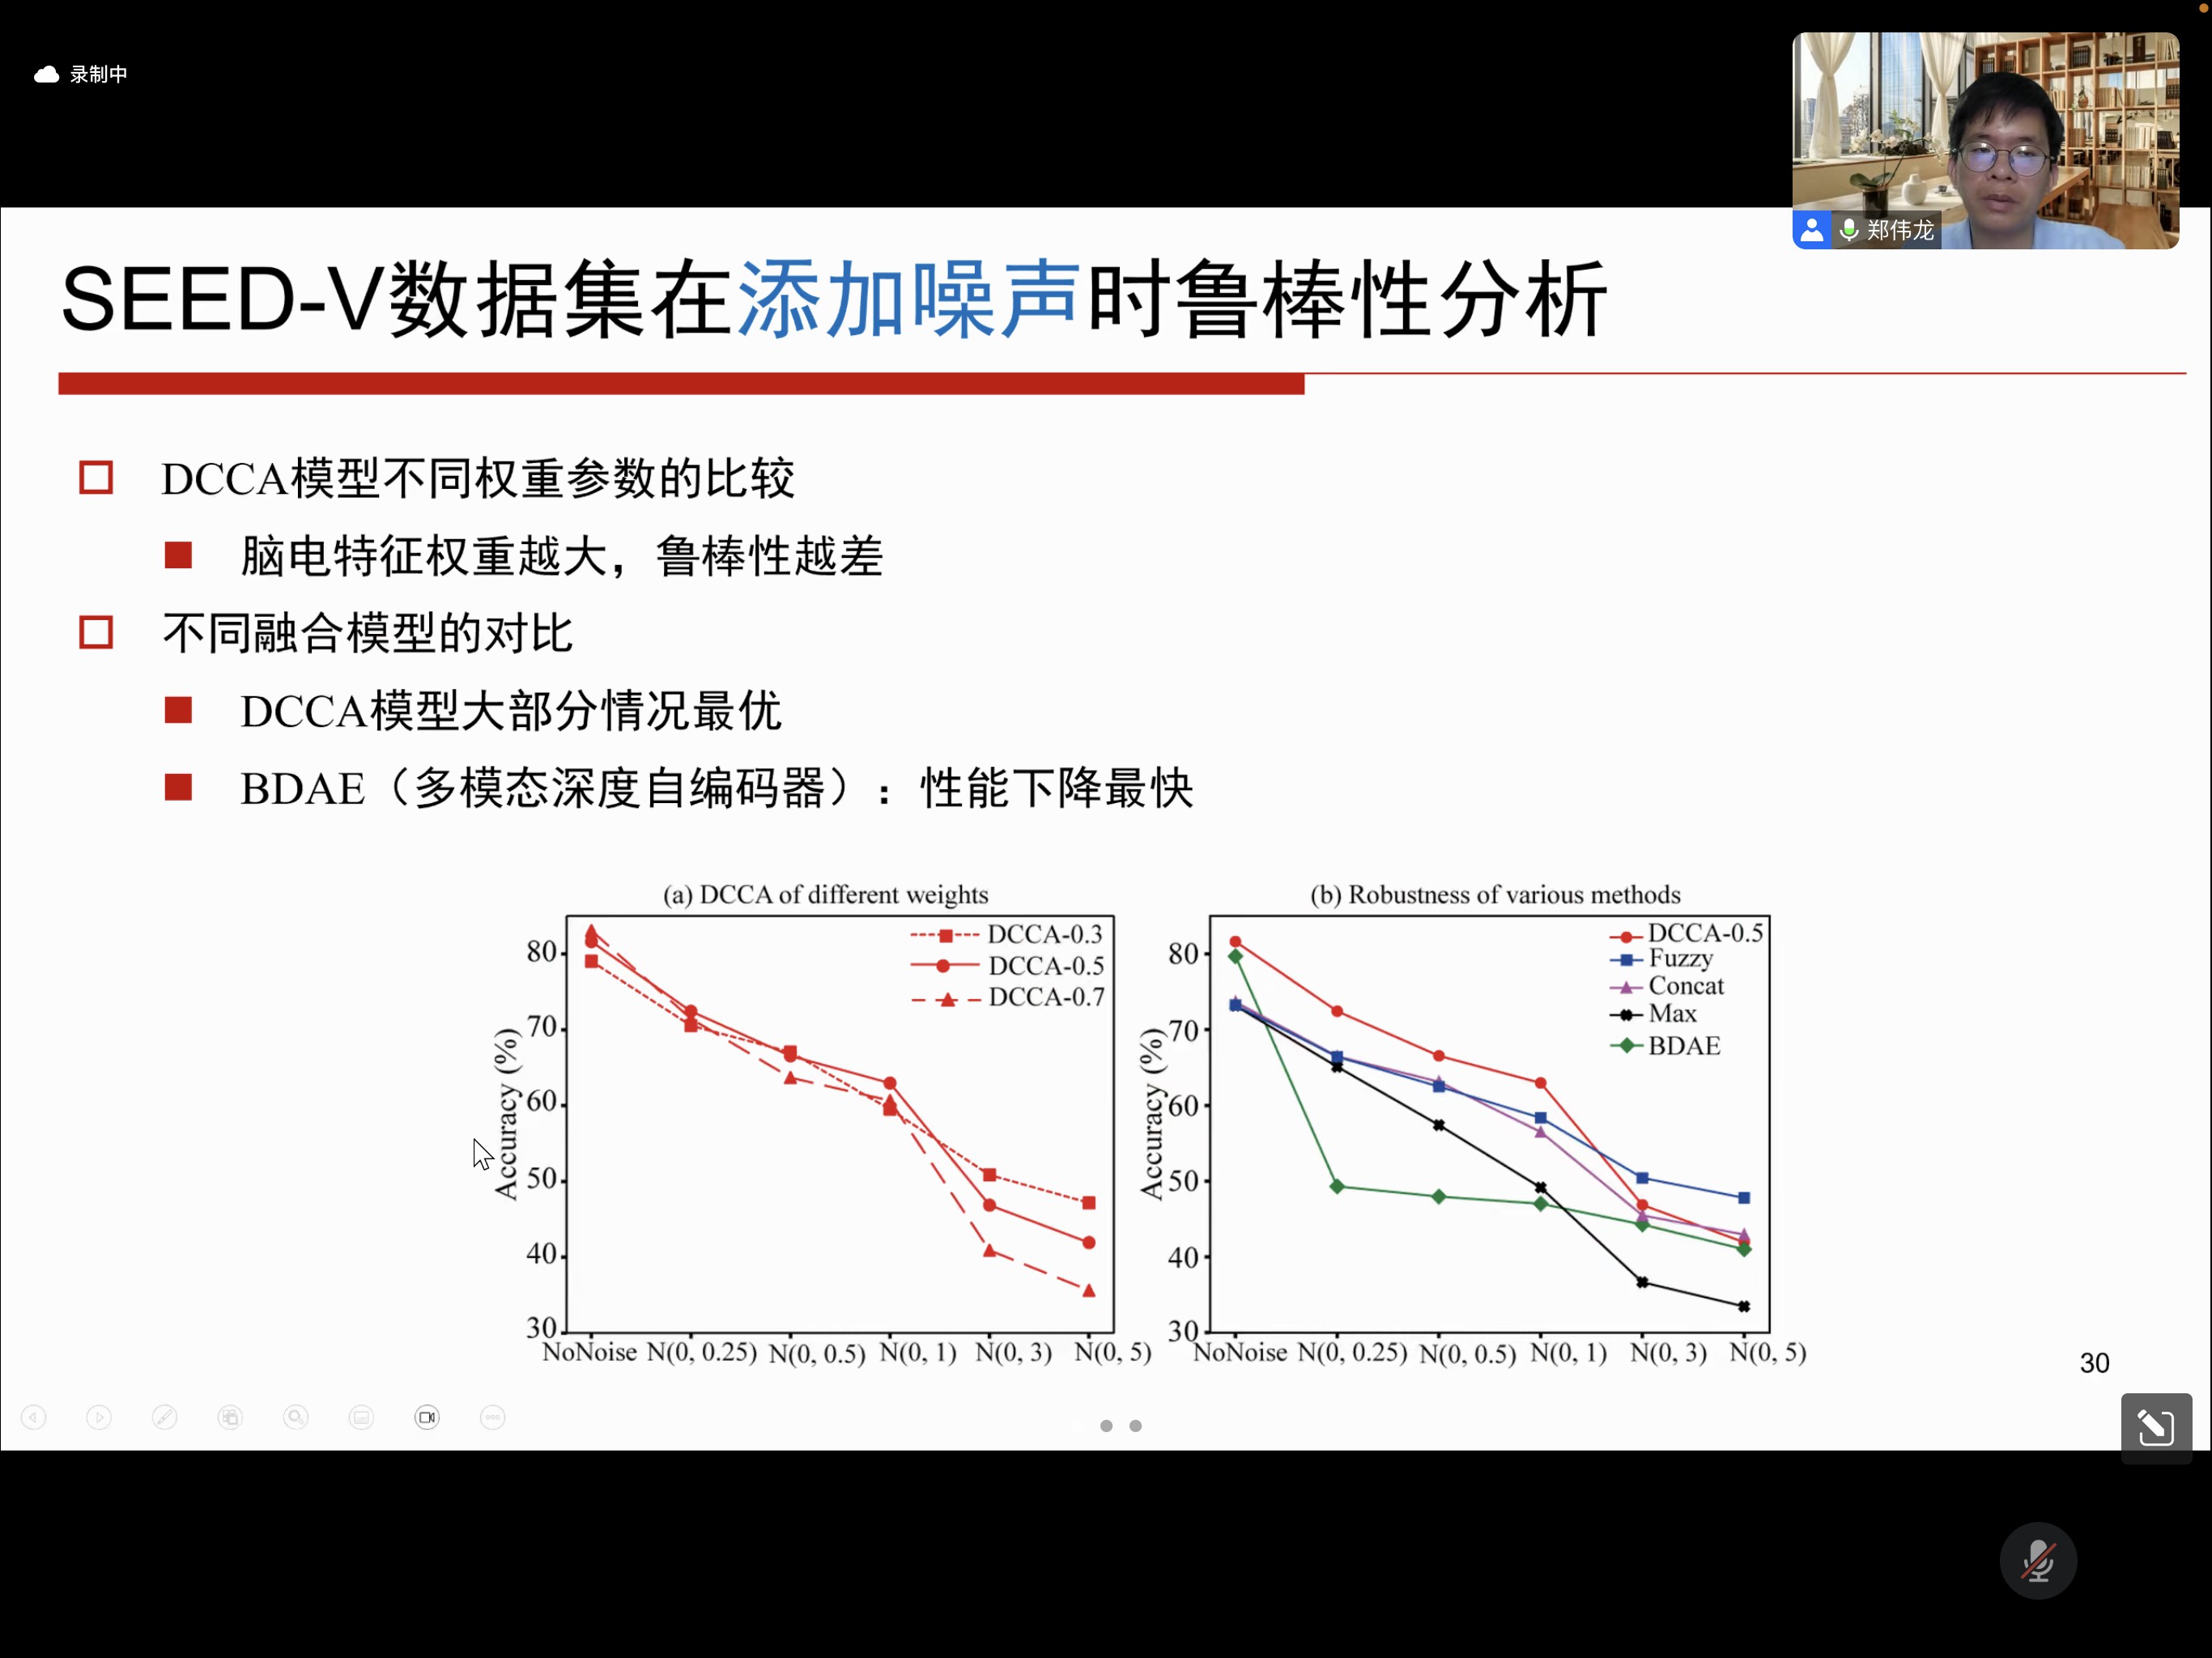 录制中
郑伟龙
SEED-V数据集在添加噪声时鲁棒性分析
DCCA模型不同权重参数的比较
脑电特征权重越大，鲁棒性越差
不同融合模型的对比
DCCA模型大部分情况最优
BDAE（多模态深度自编码器）：性能下降最快
(a) DCCA of different weights
DCCA-0.3
DCCA-0.5
DCCA-0.7
Accuracy (%)
80
70
60
50
40
30
NoNoise N(0, 0.25) N(0, 0.5) N(0, 1) N(0, 3) N(0, 5)
(b) Robustness of various methods
DCCA-0.5
Fuzzy
Concat
Max
BDAE
Accuracy (%)
80
70
60
50
40
30
NoNoise N(0, 0.25) N(0, 0.5) N(0, 1) N(0, 3) N(0, 5)
30